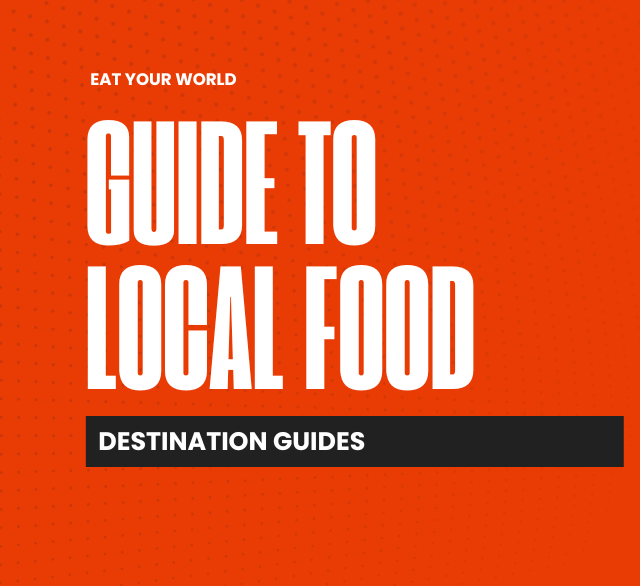 EAT YOUR WORLD
GUIDE TO
LOCAL FOOD
DESTINATION GUIDES